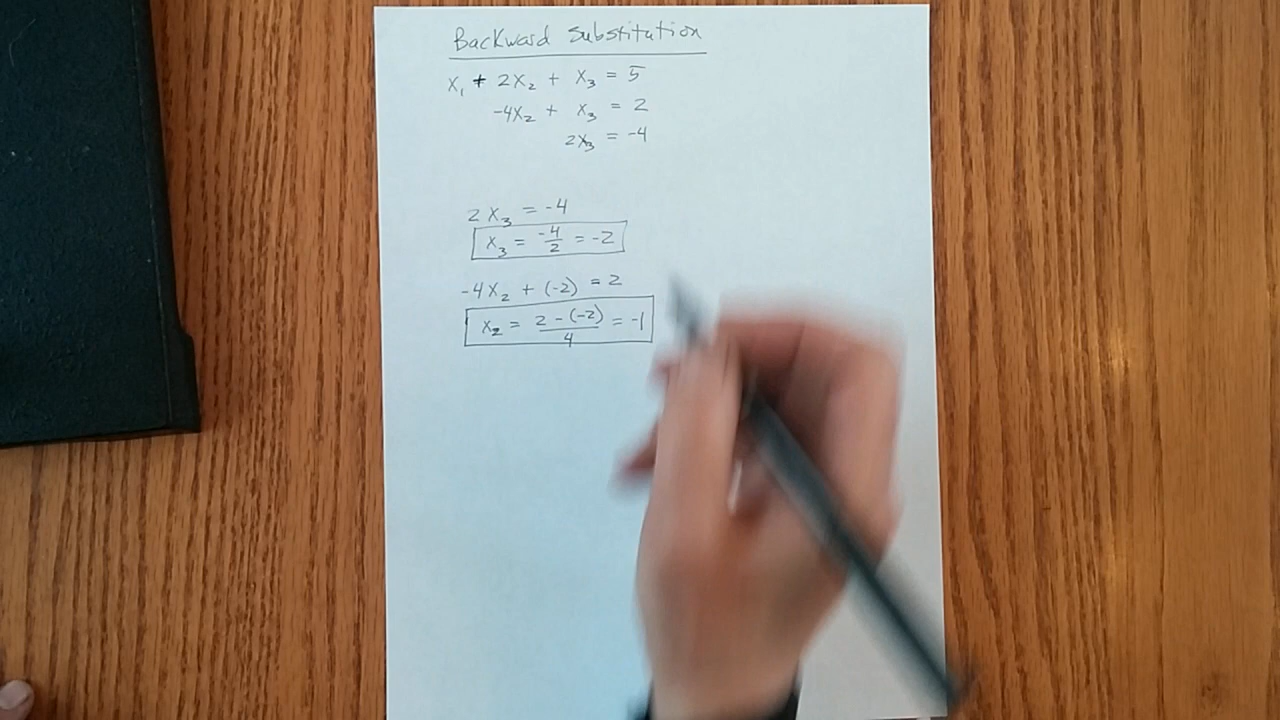 Backward Substitution
x₁ + 2x₂ + x₃ = 5
-4x₂ + x₃ = 2
2x₃ = -4
2x₃ = -4
x₃ = -4/2 = -2
-4x₂ + (-2) = 2
x₂ = 2-(-2)/4 = -1